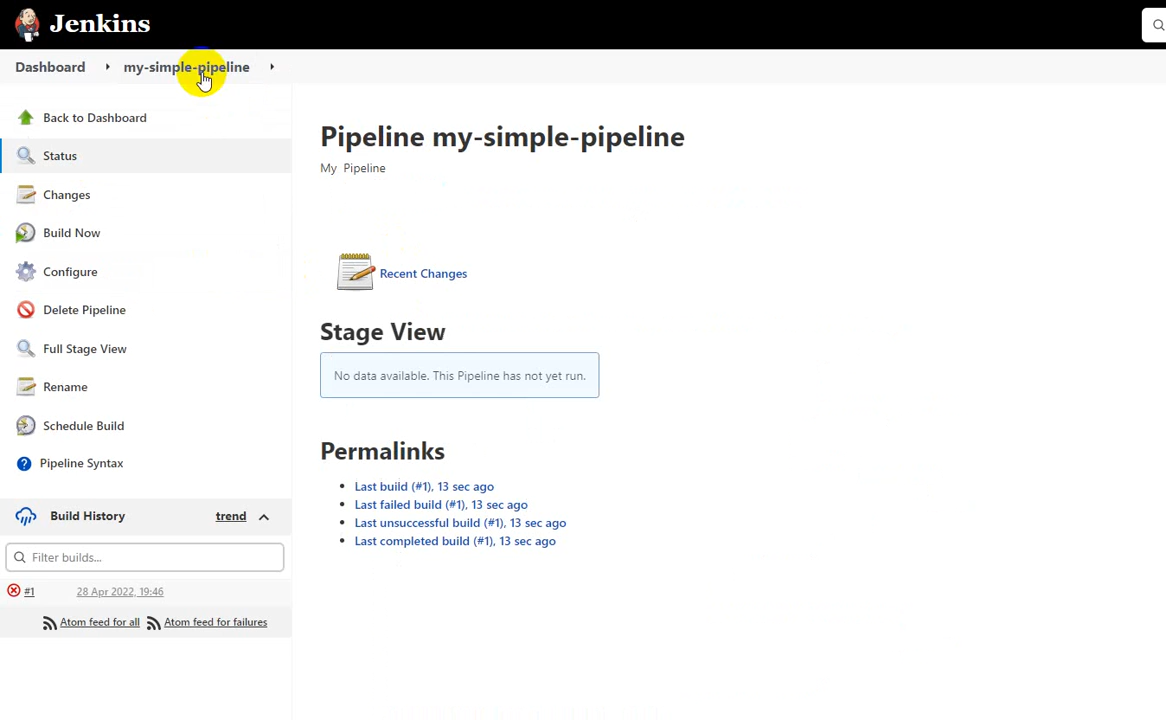 Jenkins
Dashboard my-simple-pipeline
Back to Dashboard
Status
Changes
Build Now
Configure
Delete Pipeline
Full Stage View
Rename
Schedule Build
? Pipeline Syntax
Build History trend
Filter builds...
#1 28 Apr 2022, 19:46
Atom feed for all Atom feed for failures
Pipeline my-simple-pipeline
My Pipeline
Recent Changes
Stage View
No data available. This Pipeline has not yet run.
Permalinks
• Last build (#1), 13 sec ago
• Last failed build (#1), 13 sec ago
• Last unsuccessful build (#1), 13 sec ago
• Last completed build (#1), 13 sec ago